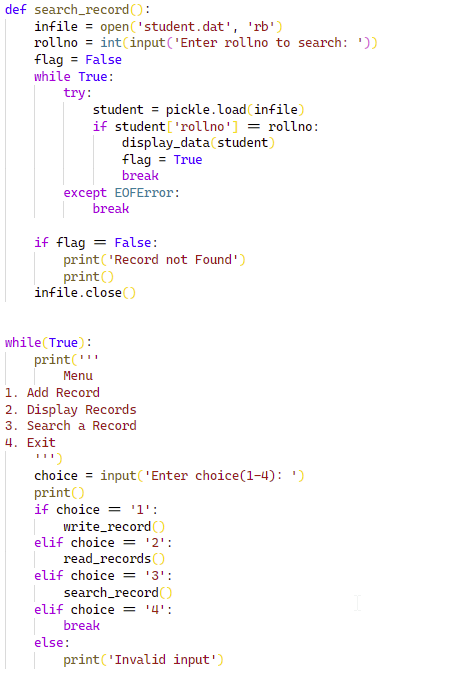 def search_record():
    infile = open('student.dat', 'rb')
    rollno = int(input('Enter rollno to search: '))
    flag = False
    while True:
        try:
            student = pickle.load(infile)
            if student['rollno'] == rollno:
                display_data(student)
                flag = True
                break
        except EOFError:
            break

    if flag == False:
        print('Record not Found')
        print()
    infile.close()


while(True):
    print('''
        Menu
1. Add Record
2. Display Records
3. Search a Record
4. Exit
    ''')
    choice = input('Enter choice(1-4): ')
    print()
    if choice == '1':
        write_record()
    elif choice == '2':
        read_records()
    elif choice == '3':
        search_record()
    elif choice == '4':
        break
    else:
        print('Invalid input')